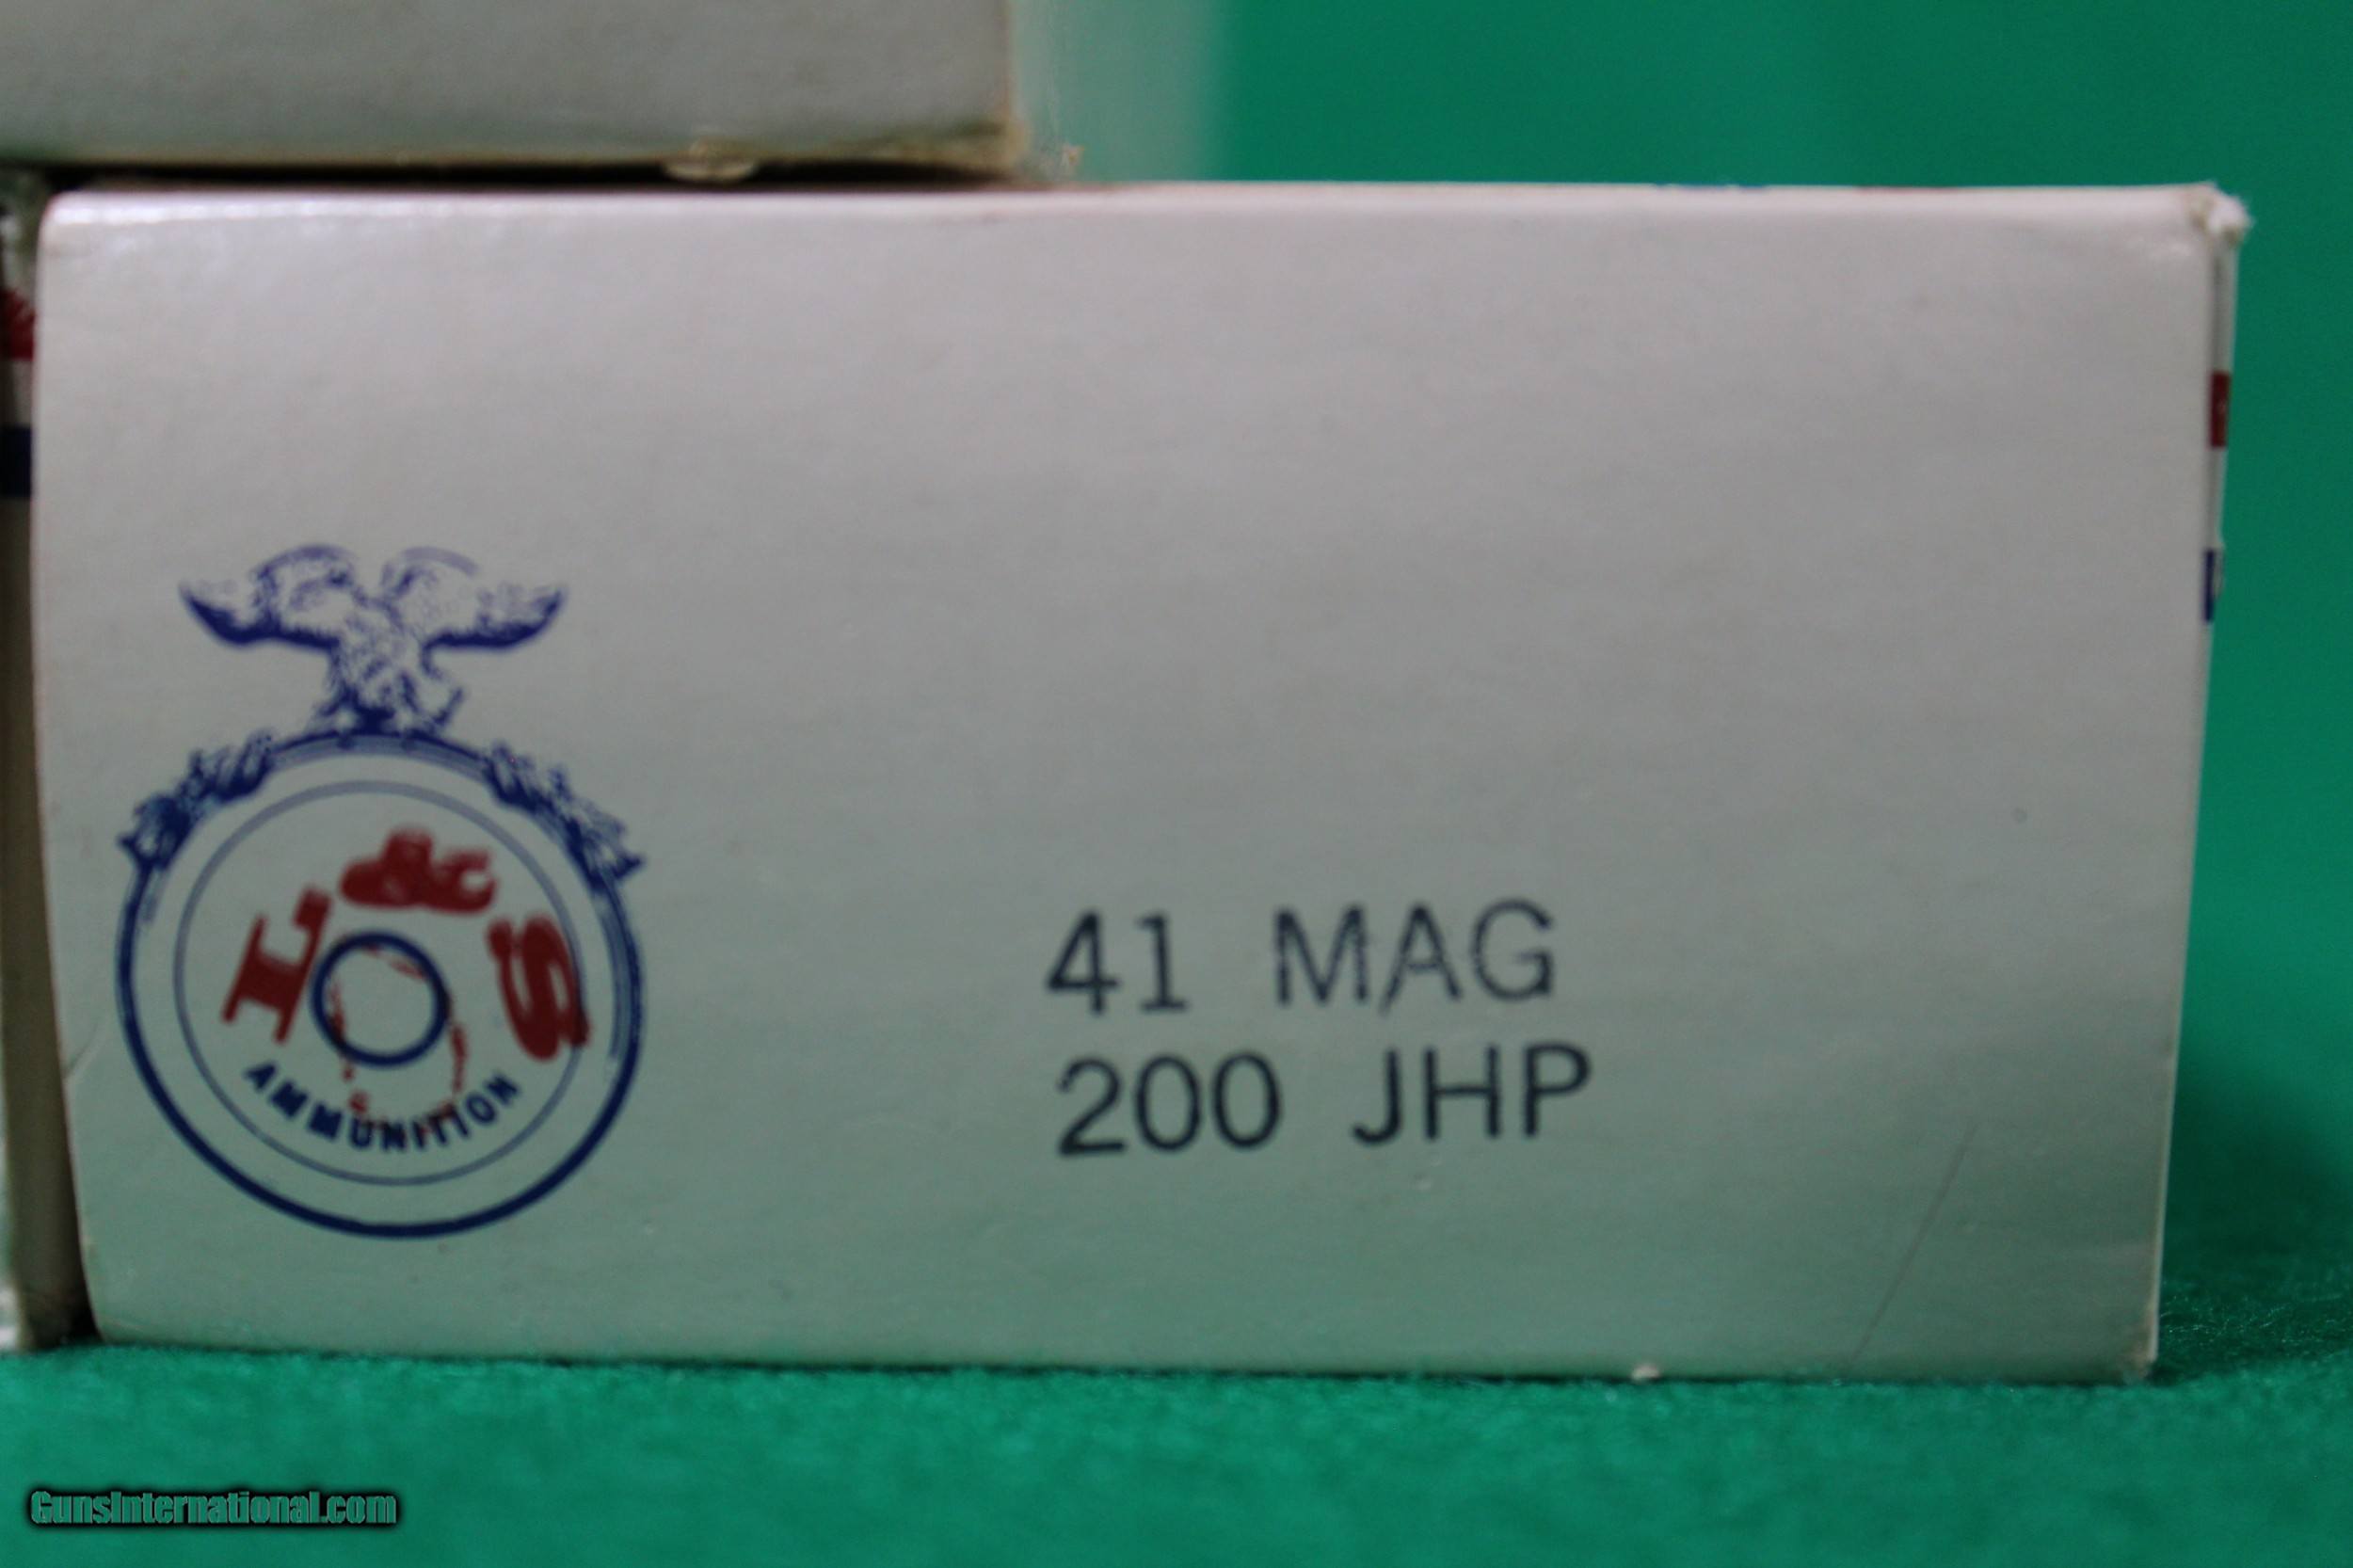 L & S
AMMUNITION
41 MAG
200 JHP
GunsInternational.com